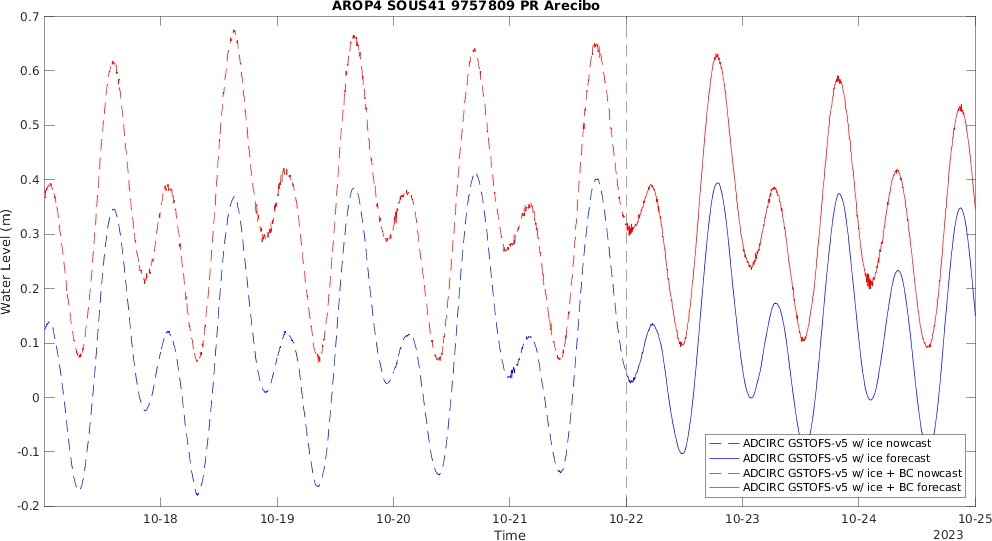 AROP4 SOUS41 9757809 PR Arecibo
0.7
0.6
0.5
0.4
0.3
0.2
0.1
0
-0.1
-0.2
Water Level (m)
ADCIRC GSTOFS-v5 w/ ice nowcast
ADCIRC GSTOFS-v5 w/ ice forecast
ADCIRC GSTOFS-v5 w/ ice + BC nowcast
ADCIRC GSTOFS-v5 w/ ice + BC forecast
10-18 10-19 10-20 10-21 10-22 10-23 10-24 10-25
Time
2023